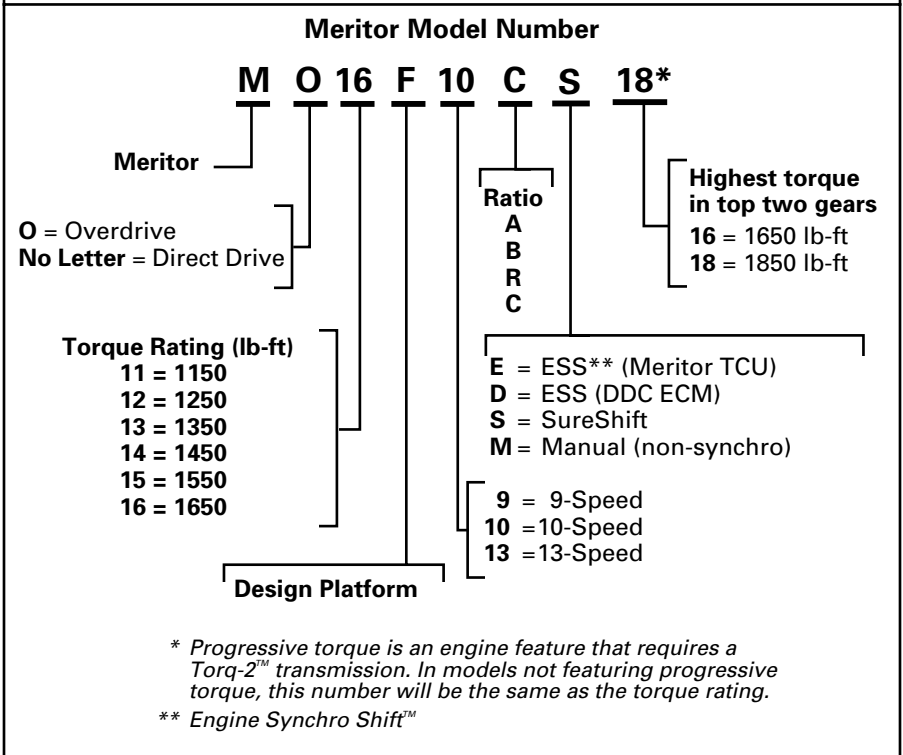 Meritor Model Number
M O 16 F 10 C S 18*
Meritor
O = Overdrive
No Letter = Direct Drive
Torque Rating (lb-ft)
11 = 1150
12 = 1250
13 = 1350
14 = 1450
15 = 1550
16 = 1650
Design Platform
Ratio
A
B
R
C
Highest torque
in top two gears
16 = 1650 lb-ft
18 = 1850 lb-ft
E = ESS** (Meritor TCU)
D = ESS (DDC ECM)
S = SureShift
M = Manual (non-synchro)
9 = 9-Speed
10 =10-Speed
13 =13-Speed
* Progressive torque is an engine feature that requires a
Torq-2™ transmission. In models not featuring progressive
torque, this number will be the same as the torque rating.
** Engine Synchro Shift™